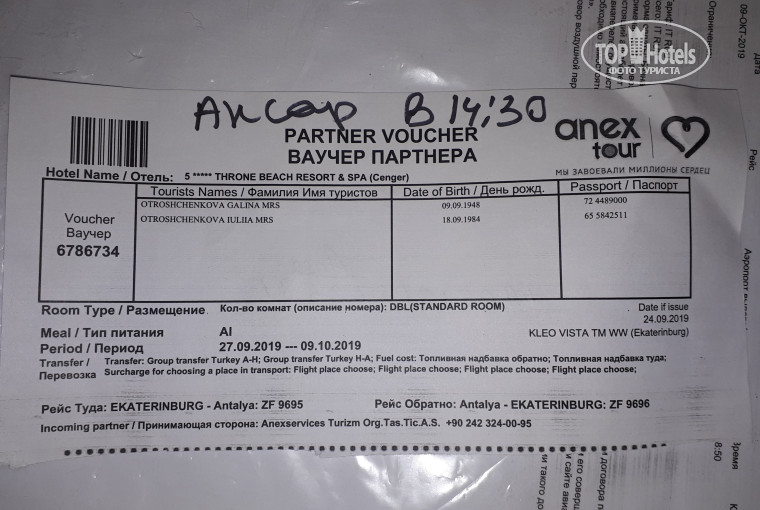 Ансар В 14:30
PARTNER VOUCHER
ВАУЧЕР ПАРТНЕРА
anex tour
МЫ ЗАВОЕВАЛИ МИЛЛИОНЫ СЕРДЕЦ
TOP Hotels
ФОТО ТУРИСТА
Hotel Name / Отель: 5 ***** THRONE BEACH RESORT & SPA (Cenger)
Voucher
Ваучер
6786734
Tourists Names / Фамилия Имя туристов Date of Birth / День рожд. Passport / Паспорт
OTROSHCHENKOVA GALINA MRS 09.09.1948 72 4489000
OTROSHCHENKOVA IULIIA MRS 18.09.1984 65 5842511
Room Type / Размещение Кол-во комнат (описание номера): DBL(STANDARD ROOM)
Date if issue
24.09.2019
Meal / Тип питания AI
KLEO VISTA TM WW (Ekaterinburg)
Period / Период 27.09.2019 --- 09.10.2019
Transfer / Перевозка
Transfer: Group transfer Turkey A-H; Group transfer Turkey H-A; Fuel cost: Топливная надбавка обратно; Топливная надбавка туда;
Surcharge for choosing a place in transport: Flight place choose; Flight place choose; Flight place choose; Flight place choose;
Рейс Туда: EKATERINBURG - Antalya: ZF 9695 Рейс Обратно: Antalya - EKATERINBURG: ZF 9696
Incoming partner / Принимающая сторона: Anexservices Turizm Org.Tas.Tic.A.S. +90 242 324-00-95
09-ОКТ-2019
Дата
Рейс
8:50